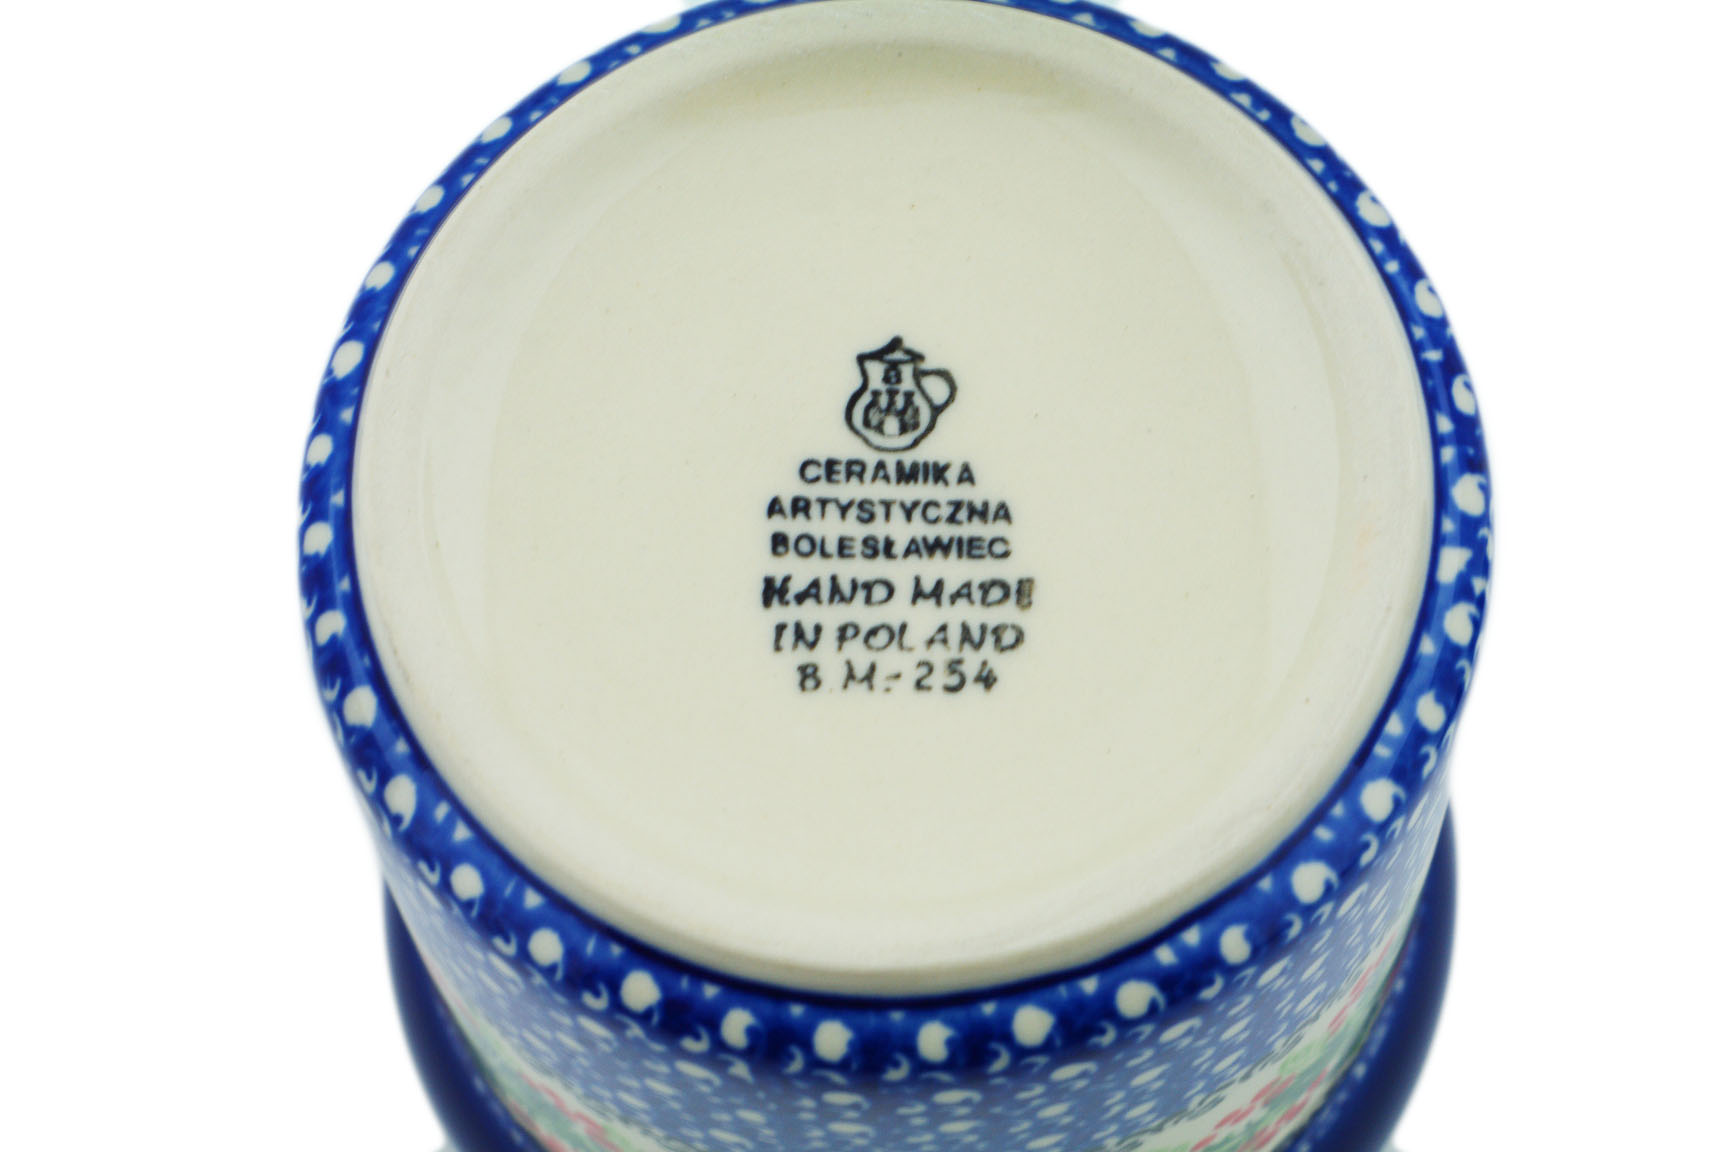 CERAMIKA
ARTYSTYCZNA
BOLESŁAWIEC
HAND MADE
IN POLAND
B.M.-254